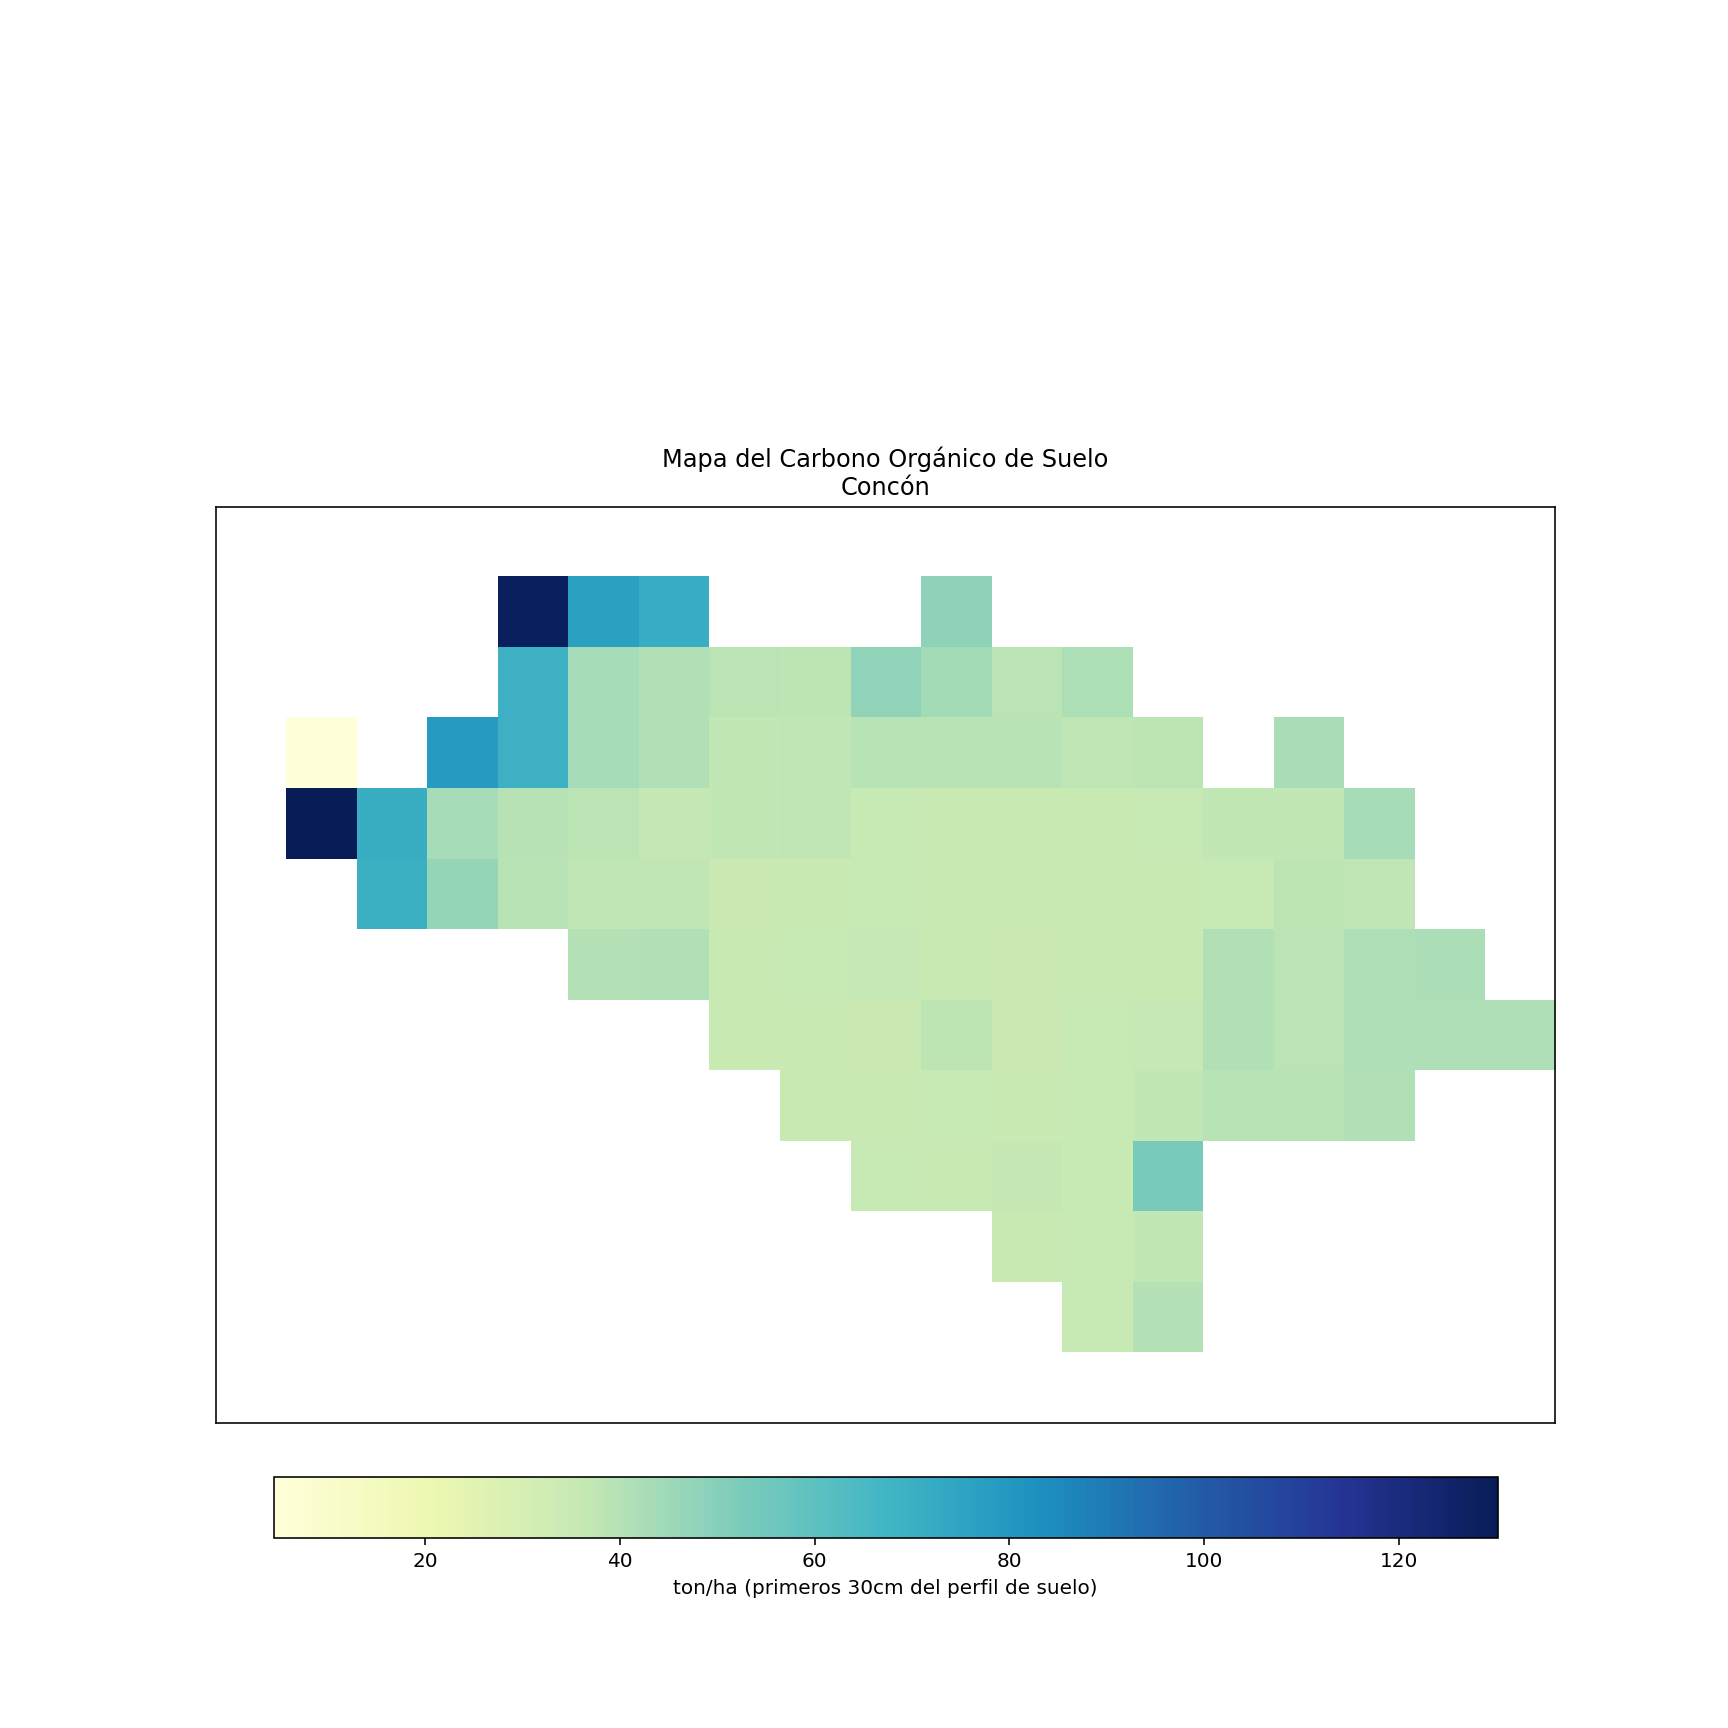 Mapa del Carbono Orgánico de Suelo
Concón
20 40 60 80 100 120
ton/ha (primeros 30cm del perfil de suelo)